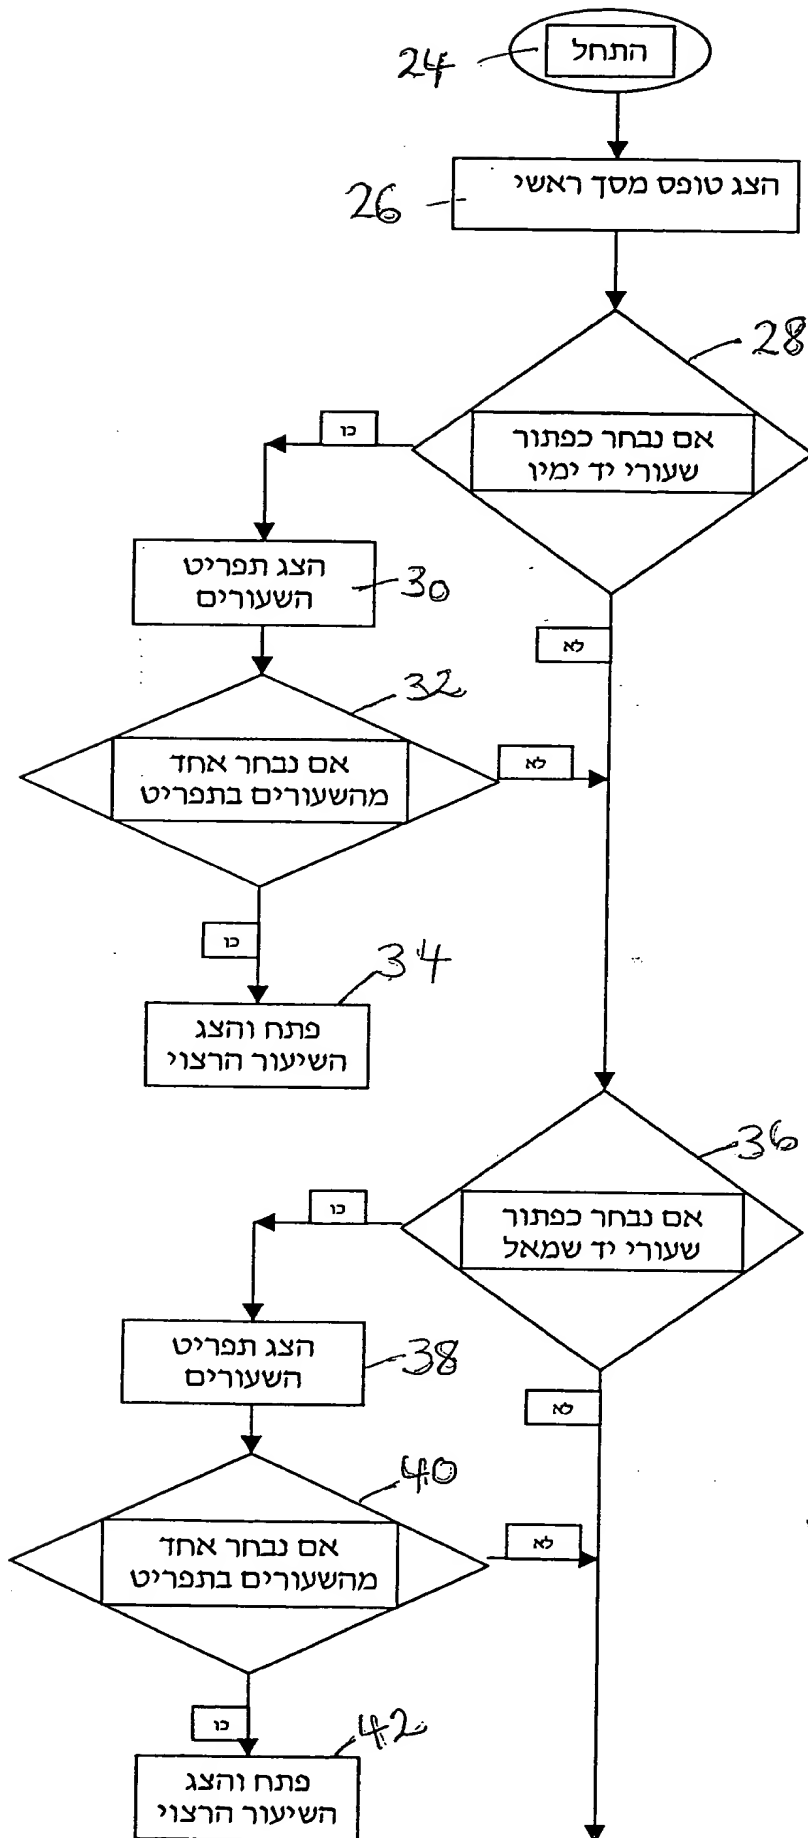 התחל
24
הצג טופס מסך ראשי
26
28
אם נבחר כפתור
שעורי יד ימין
כן
הצג תפריט
השעורים
30
לא
32
אם נבחר אחד
מהשעורים בתפריט
לא
כן
34
פתח והצג
השיעור הרצוי
36
אם נבחר כפתור
שעורי יד שמאל
כן
הצג תפריט
השעורים
38
לא
40
אם נבחר אחד
מהשעורים בתפריט
לא
כן
42
פתח והצג
השיעור הרצוי